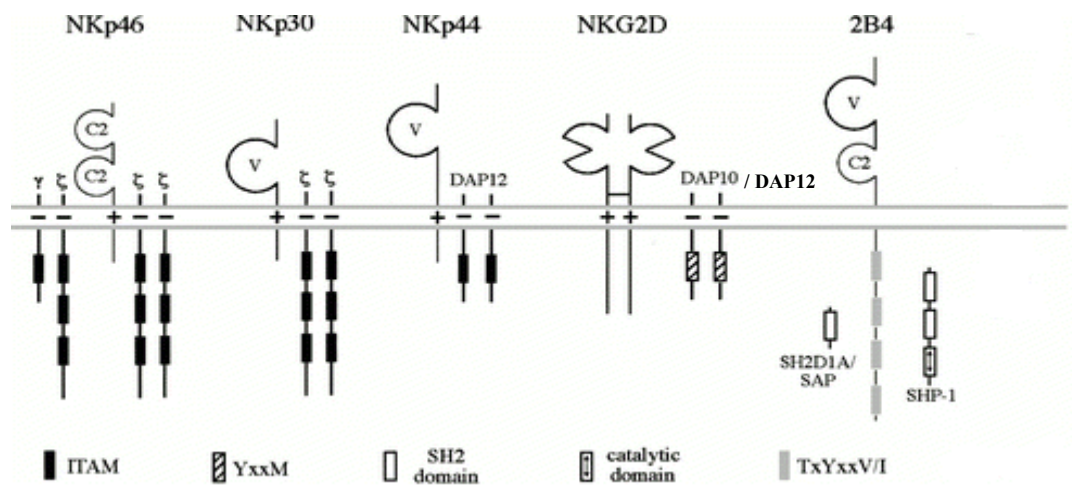 NKp46 NKp30 NKp44 NKG2D 2B4
V
C2
V
V
C2
γ ζ C2 ζ ζ ζ ζ DAP12 DAP10 / DAP12
− − + − − + − − + − − + + − −
SH2D1A/
SAP
SHP-1
ITAM YxxM SH2 domain catalytic domain TxYxxV/I